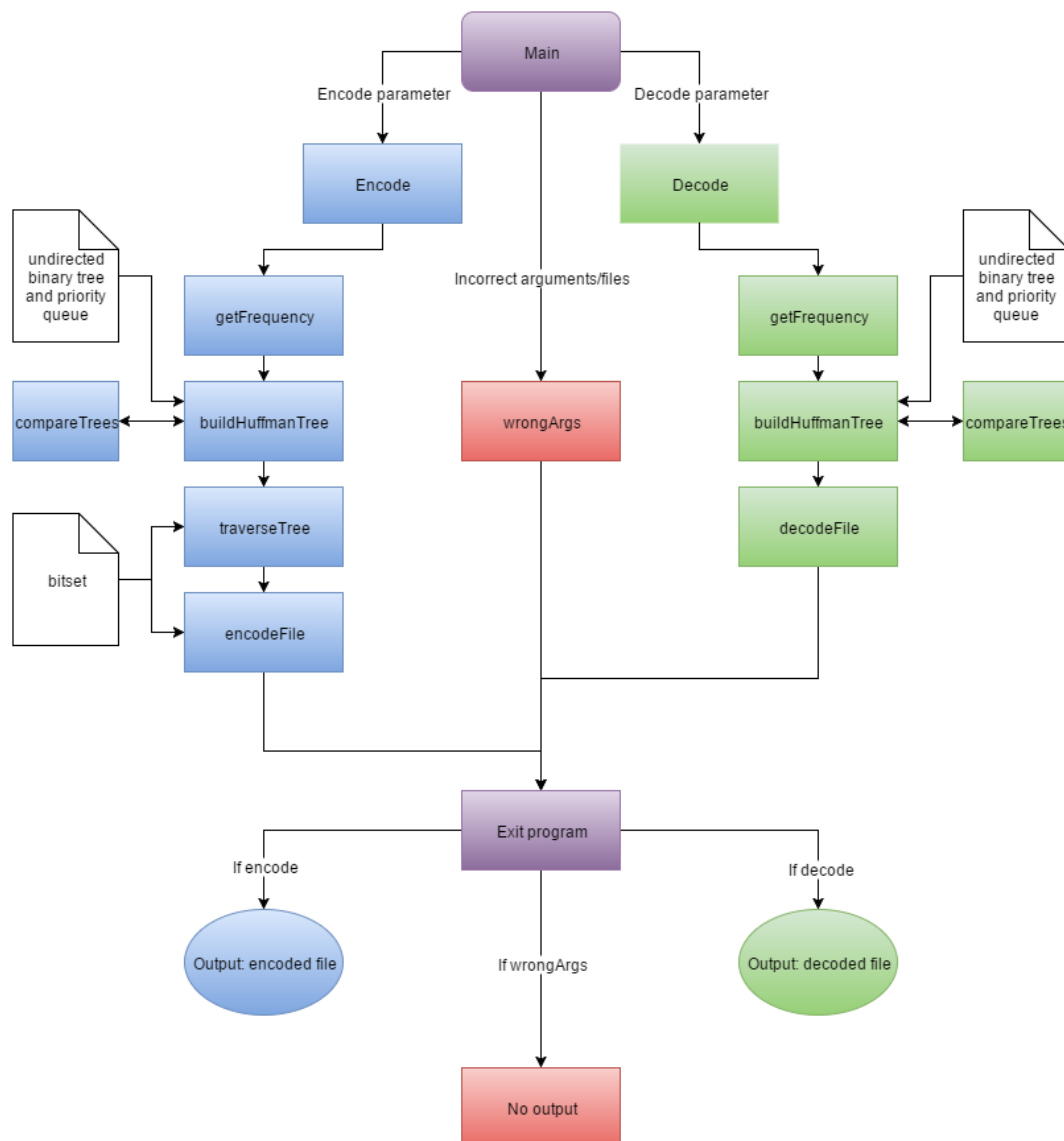 Main
Encode parameter
Decode parameter
Encode
Decode
undirected
binary tree
and priority
queue
undirected
binary tree
and priority
queue
Incorrect arguments/files
getFrequency
getFrequency
compareTrees
buildHuffmanTree
wrongArgs
buildHuffmanTree
compareTrees
traverseTree
decodeFile
bitset
encodeFile
Exit program
If encode
If decode
Output: encoded file
If wrongArgs
Output: decoded file
No output